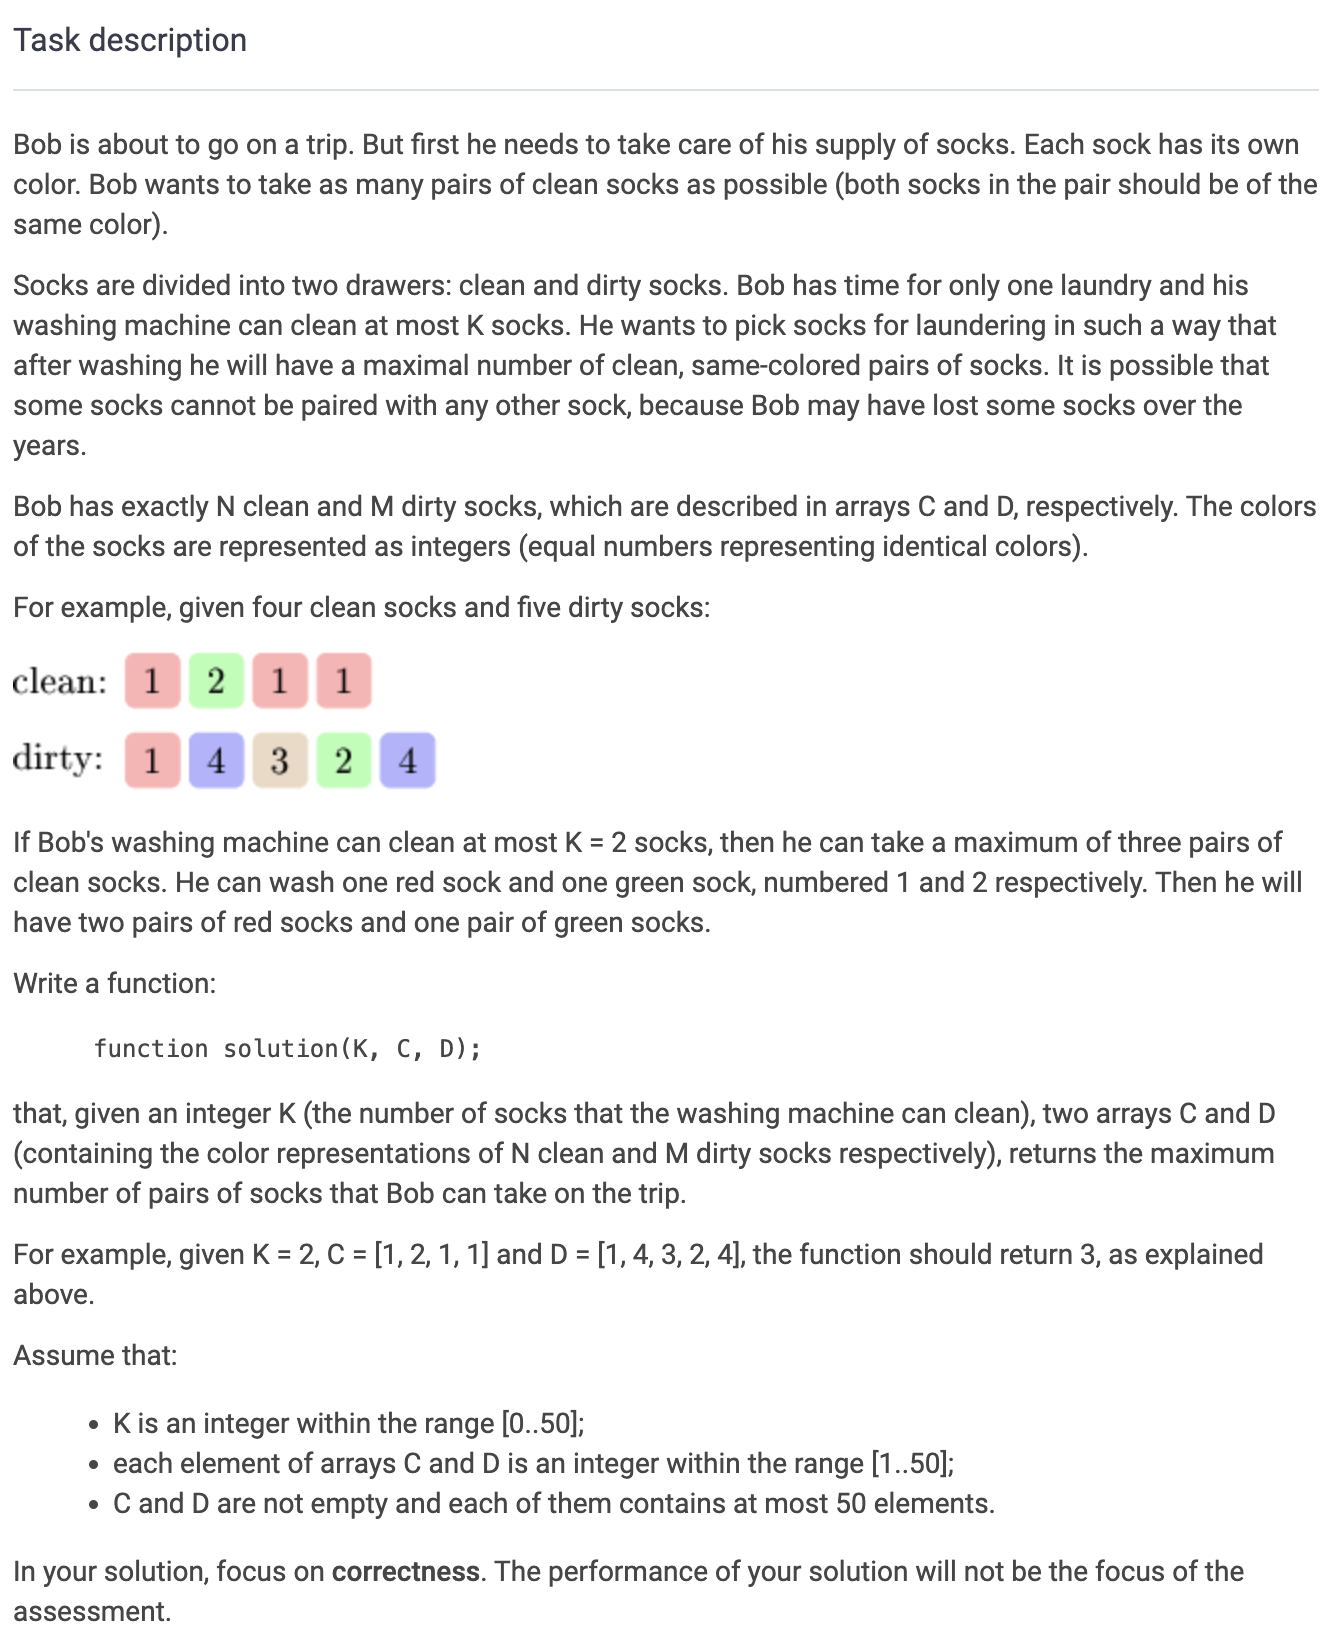 Task description
Bob is about to go on a trip. But first he needs to take care of his supply of socks. Each sock has its own
color. Bob wants to take as many pairs of clean socks as possible (both socks in the pair should be of the
same color).
Socks are divided into two drawers: clean and dirty socks. Bob has time for only one laundry and his
washing machine can clean at most K socks. He wants to pick socks for laundering in such a way that
after washing he will have a maximal number of clean, same-colored pairs of socks. It is possible that
some socks cannot be paired with any other sock, because Bob may have lost some socks over the
years.
Bob has exactly N clean and M dirty socks, which are described in arrays C and D, respectively. The colors
of the socks are represented as integers (equal numbers representing identical colors).
For example, given four clean socks and five dirty socks:
clean: 1 2 1 1
dirty: 1 4 3 2 4
If Bob's washing machine can clean at most K = 2 socks, then he can take a maximum of three pairs of
clean socks. He can wash one red sock and one green sock, numbered 1 and 2 respectively. Then he will
have two pairs of red socks and one pair of green socks.
Write a function:
function solution(K, C, D);
that, given an integer K (the number of socks that the washing machine can clean), two arrays C and D
(containing the color representations of N clean and M dirty socks respectively), returns the maximum
number of pairs of socks that Bob can take on the trip.
For example, given K = 2, C = [1, 2, 1, 1] and D = [1, 4, 3, 2, 4], the function should return 3, as explained
above.
Assume that:
• K is an integer within the range [0..50];
• each element of arrays C and D is an integer within the range [1..50];
• C and D are not empty and each of them contains at most 50 elements.
In your solution, focus on correctness. The performance of your solution will not be the focus of the
assessment.